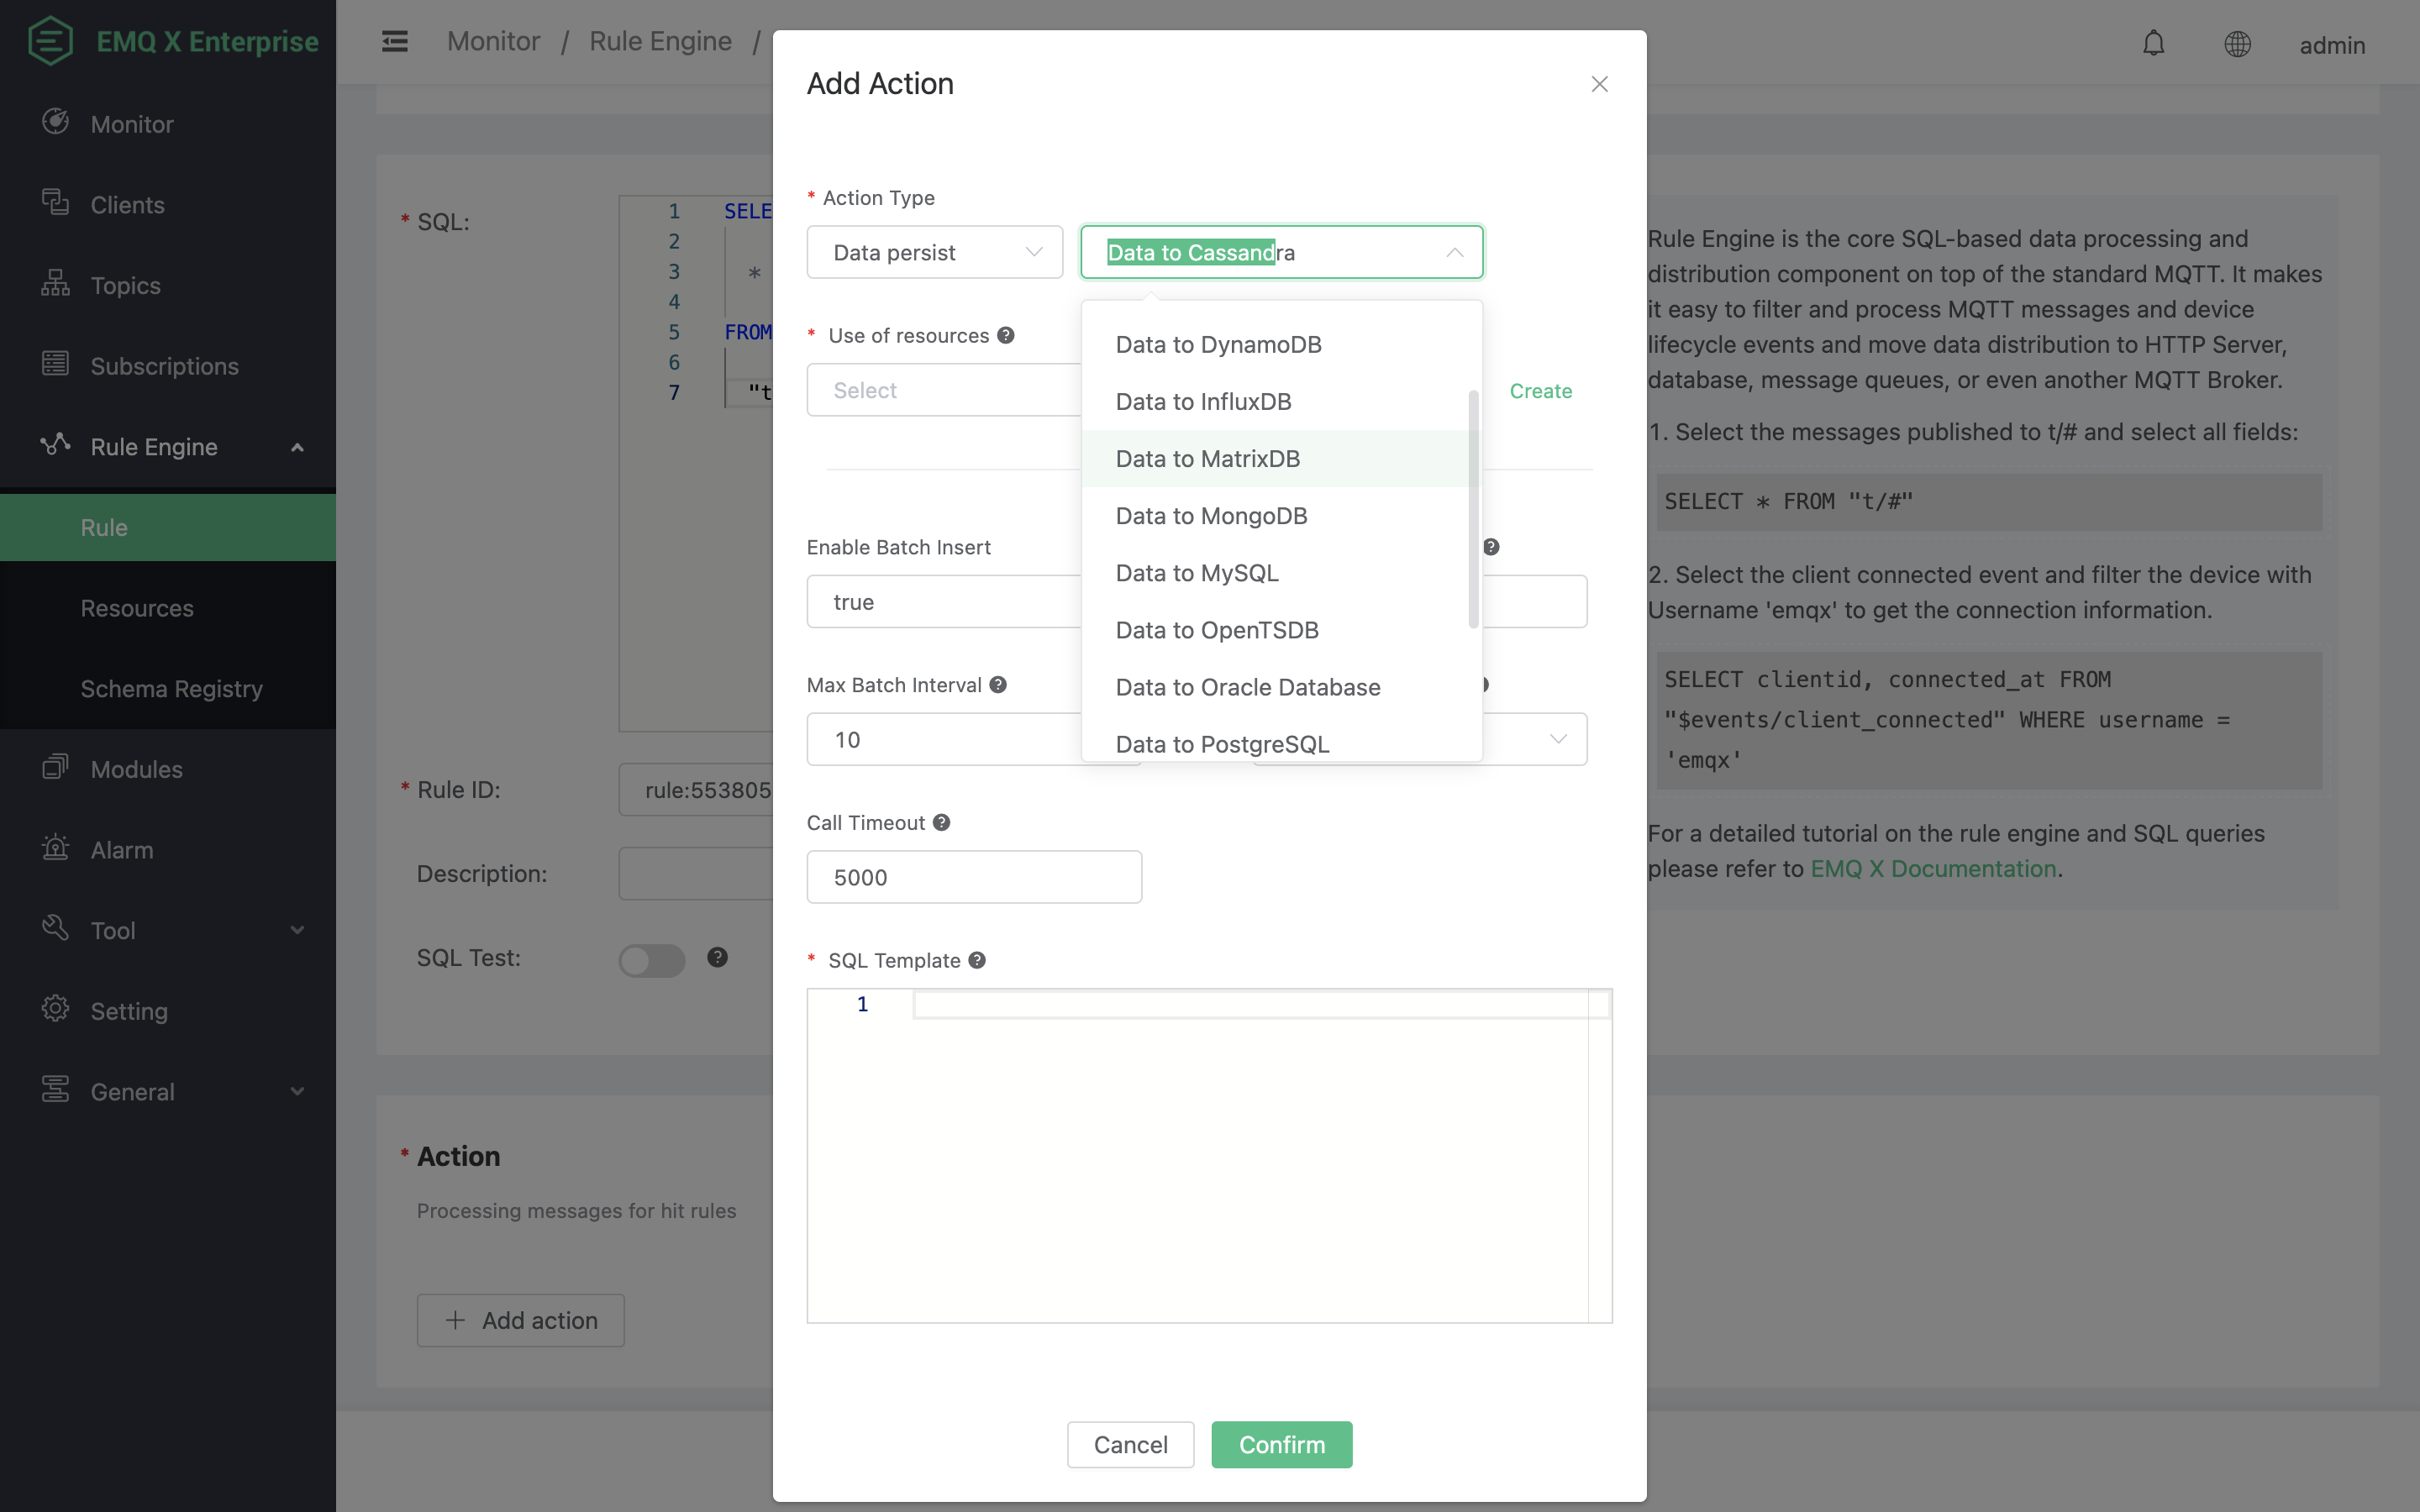 EMQ X Enterprise
Monitor
Clients
Topics
Subscriptions
Rule Engine
Rule
Resources
Schema Registry
Modules
Alarm
Tool
Setting
General
Monitor / Rule Engine /
admin
* SQL:
1 SELE
2
3 *
4
5 FROM
6
7 "t
* Rule ID:
rule:553805
Description:
SQL Test:
* Action
Processing messages for hit rules
Add action
Add Action
* Action Type
Data persist
Data to Cassandra
* Use of resources
Select
Create
Data to DynamoDB
Data to InfluxDB
Data to MatrixDB
Data to MongoDB
Data to MySQL
Data to OpenTSDB
Data to Oracle Database
Data to PostgreSQL
Enable Batch Insert
true
Max Batch Interval
10
Call Timeout
5000
* SQL Template
1
Cancel
Confirm
Rule Engine is the core SQL-based data processing and
distribution component on top of the standard MQTT. It makes
it easy to filter and process MQTT messages and device
lifecycle events and move data distribution to HTTP Server,
database, message queues, or even another MQTT Broker.
1. Select the messages published to t/# and select all fields:
SELECT * FROM "t/#"
2. Select the client connected event and filter the device with
Username 'emqx' to get the connection information.
SELECT clientid, connected_at FROM
"$events/client_connected" WHERE username =
'emqx'
For a detailed tutorial on the rule engine and SQL queries
please refer to EMQ X Documentation.